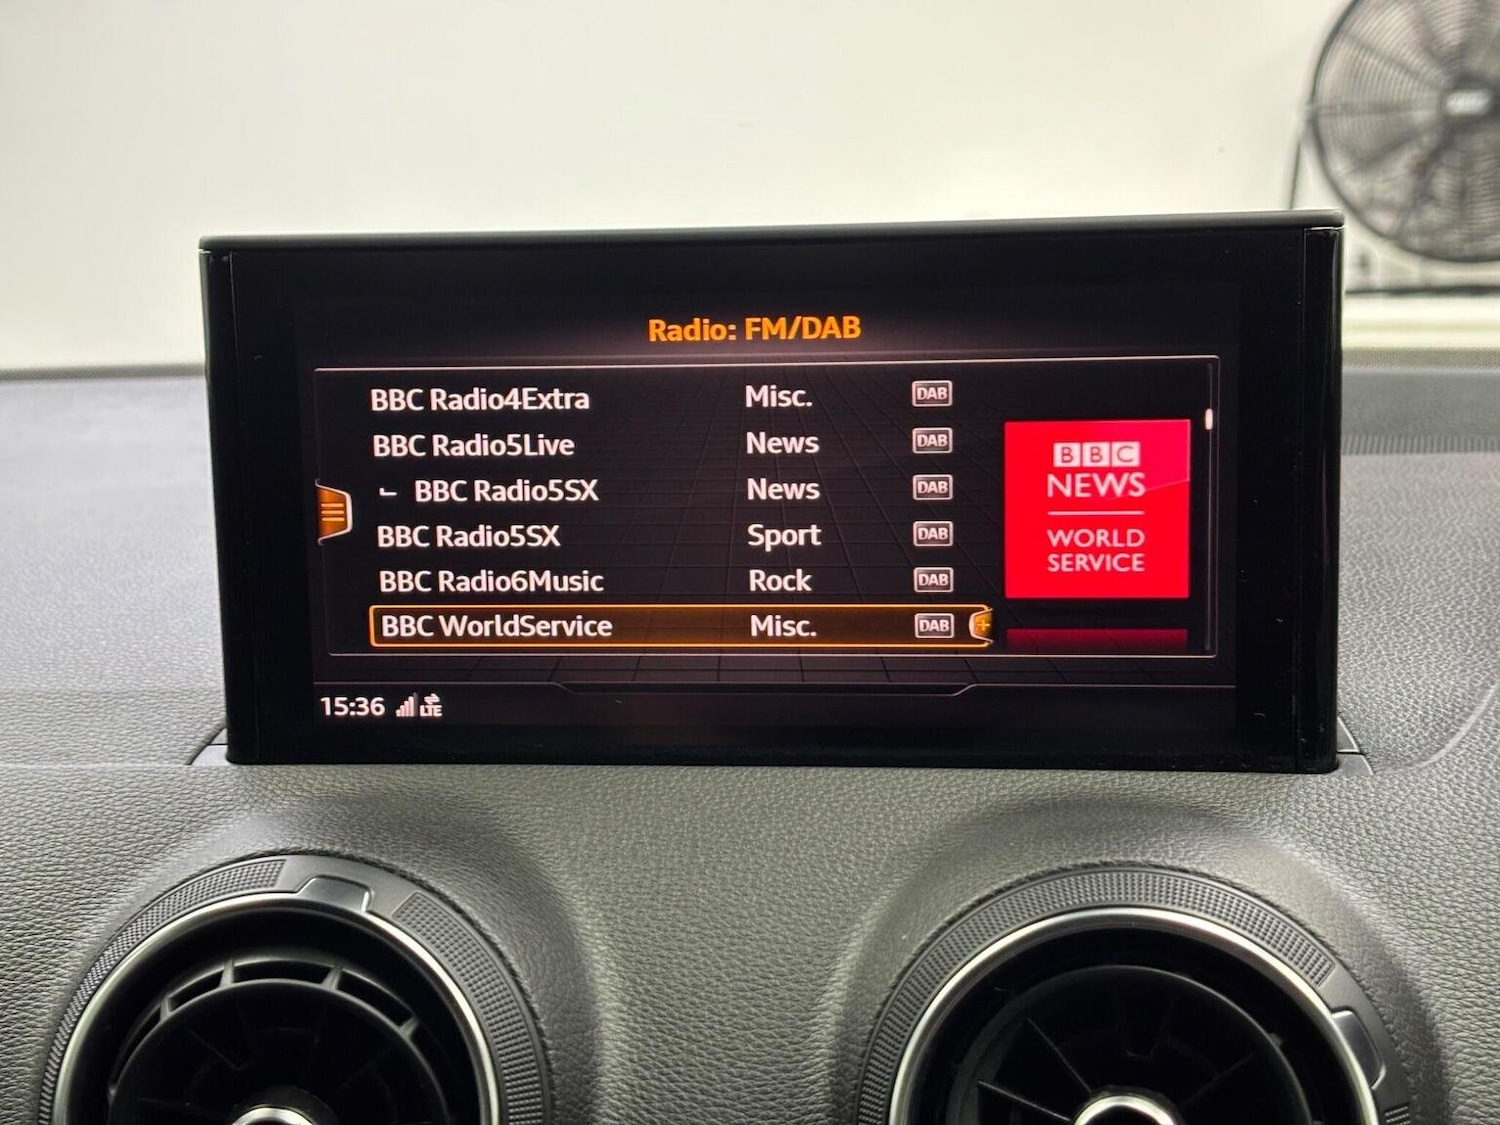 Radio: FM/DAB
BBC Radio4Extra Misc. DAB
BBC Radio5Live News DAB
BBC Radio5SX News DAB
BBC Radio5SX Sport DAB
BBC Radio6Music Rock DAB
BBC WorldService Misc. DAB
BBC
NEWS
WORLD
SERVICE
15:36 LTE